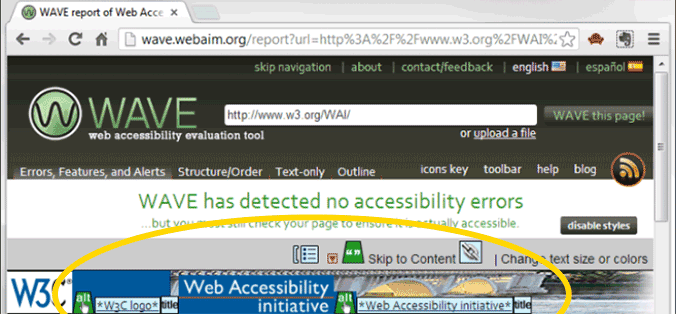 WAVE report of Web Acce
wave.webaim.org/report?url=http%3A%2F%2Fwww.w3.org%2FWAI%2
skip navigation | about | contact/feedback | english | español
WAVE
web accessibility evaluation tool
http://www.w3.org/WAI/
WAVE this page!
or upload a file
Errors, Features, and Alerts Structure/Order Text-only Outline icons key toolbar help blog
WAVE has detected no accessibility errors
...but you must still check your page to ensure it is actually accessible.
disable styles
Skip to Content | Change text size or colors
W3C
Web Accessibility
initiative
alt *W3C logo* title alt *Web Accessibility initiative* title